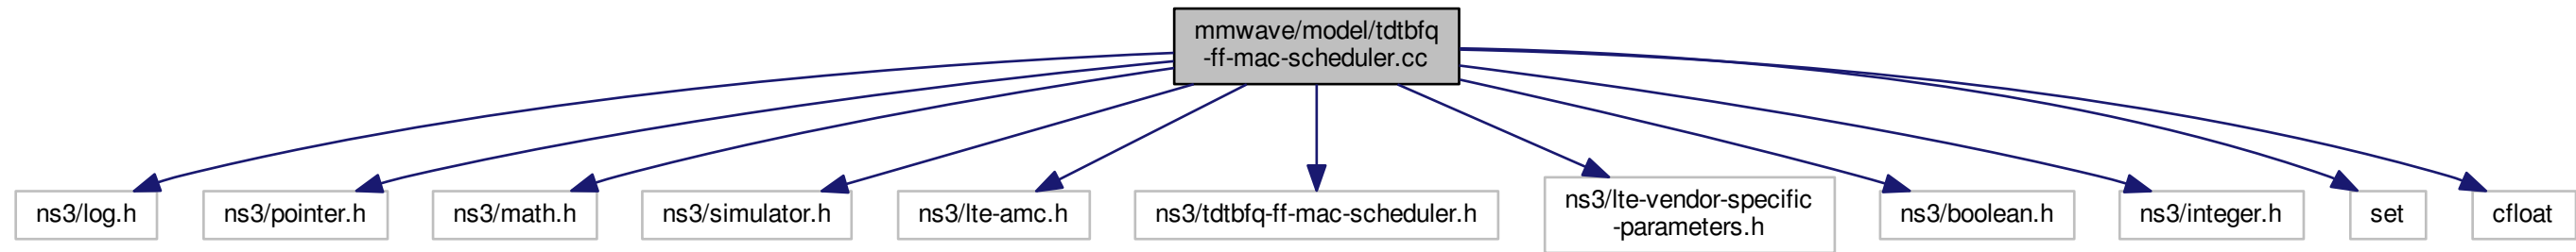 mmwave/model/tdtbfq
-ff-mac-scheduler.cc
ns3/log.h
ns3/pointer.h
ns3/math.h
ns3/simulator.h
ns3/lte-amc.h
ns3/tdtbfq-ff-mac-scheduler.h
ns3/lte-vendor-specific
-parameters.h
ns3/boolean.h
ns3/integer.h
set
cfloat